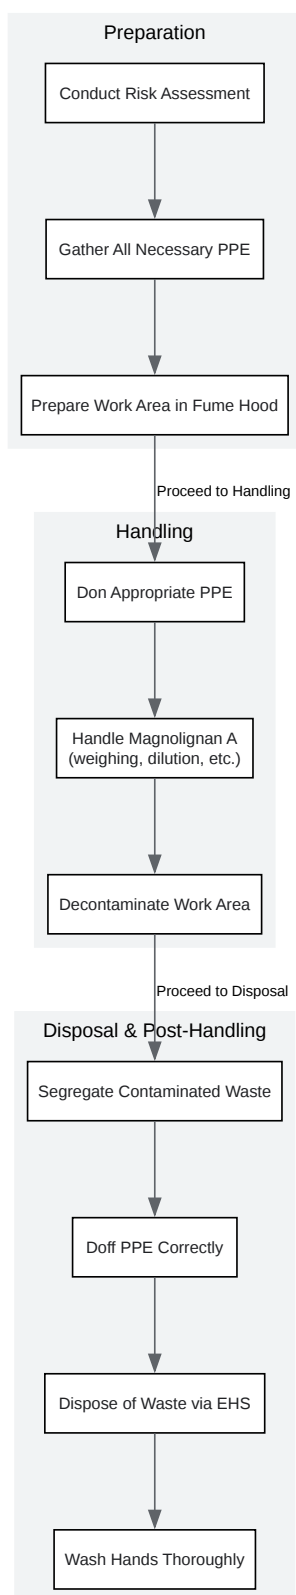 Preparation
Conduct Risk Assessment
Gather All Necessary PPE
Prepare Work Area in Fume Hood
Proceed to Handling
Handling
Don Appropriate PPE
Handle Magnolignan A
(weighing, dilution, etc.)
Decontaminate Work Area
Proceed to Disposal
Disposal & Post-Handling
Segregate Contaminated Waste
Doff PPE Correctly
Dispose of Waste via EHS
Wash Hands Thoroughly